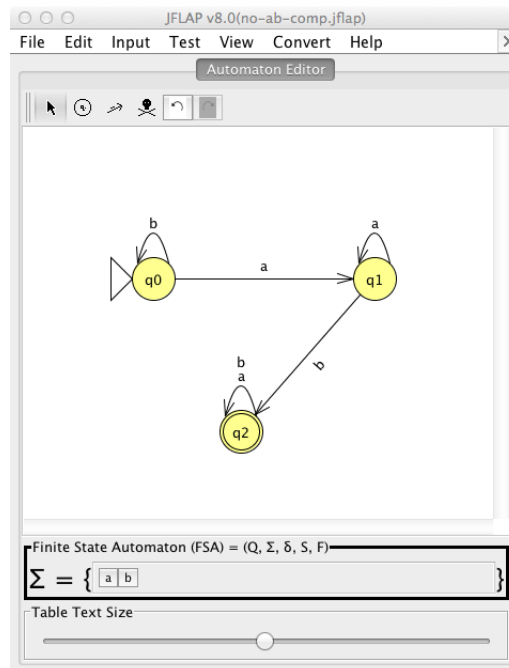 JFLAP v8.0(no-ab-comp.jflap)
File Edit Input Test View Convert Help
Automaton Editor
b
a
a
q0
q1
b
b
a
q2
Finite State Automaton (FSA) = (Q, Σ, δ, S, F)
Σ = { a b }
Table Text Size